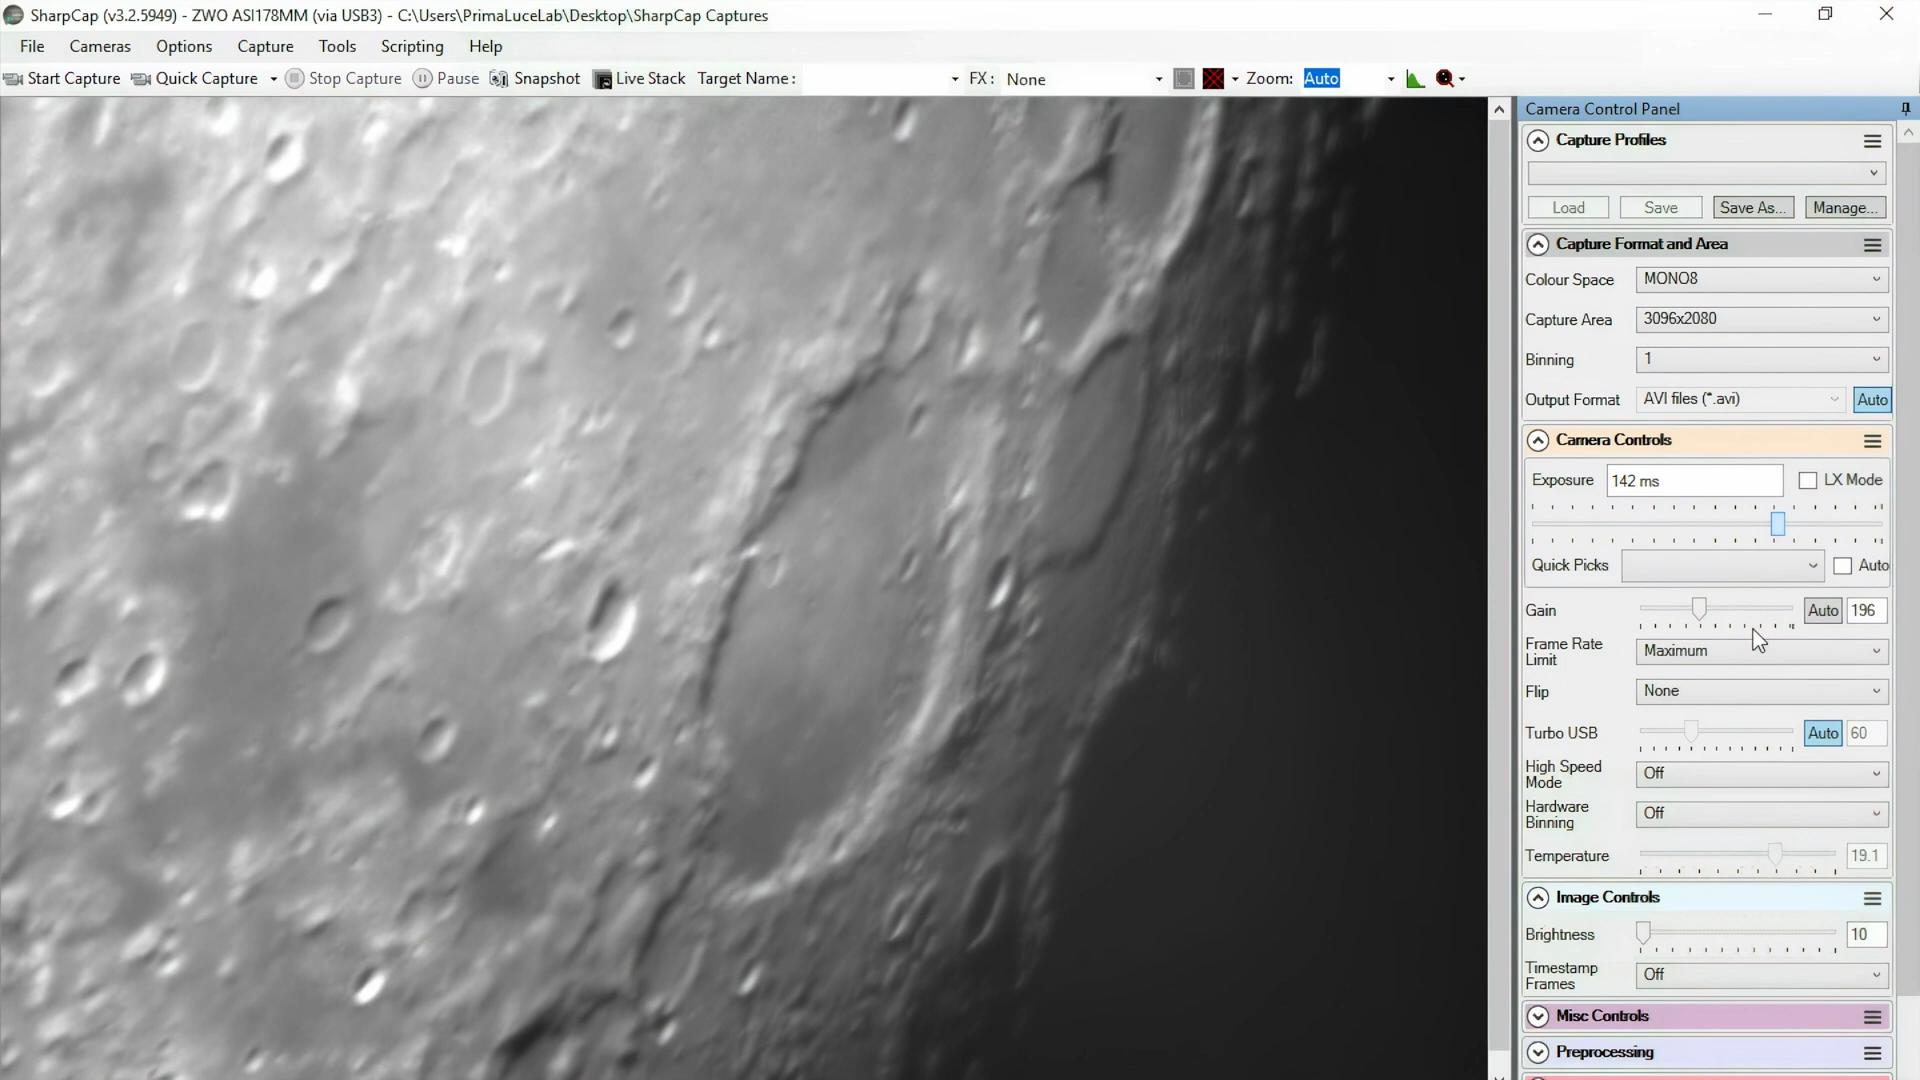 SharpCap (v3.2.5949) - ZWO ASI178MM (via USB3) - C:\Users\PrimaLuceLab\Desktop\SharpCap Captures
File Cameras Options Capture Tools Scripting Help
Start Capture Quick Capture Stop Capture Pause Snapshot Live Stack Target Name: FX: None Zoom: Auto
Camera Control Panel
Capture Profiles
Load Save Save As... Manage...
Capture Format and Area
Colour Space MONO8
Capture Area 3096x2080
Binning 1
Output Format AVI files (*.avi) Auto
Camera Controls
Exposure 142 ms LX Mode
Quick Picks Auto
Gain Auto 196
Frame Rate
Limit Maximum
Flip None
Turbo USB Auto 60
High Speed
Mode Off
Hardware
Binning Off
Temperature 19.1
Image Controls
Brightness 10
Timestamp
Frames Off
Misc Controls
Preprocessing